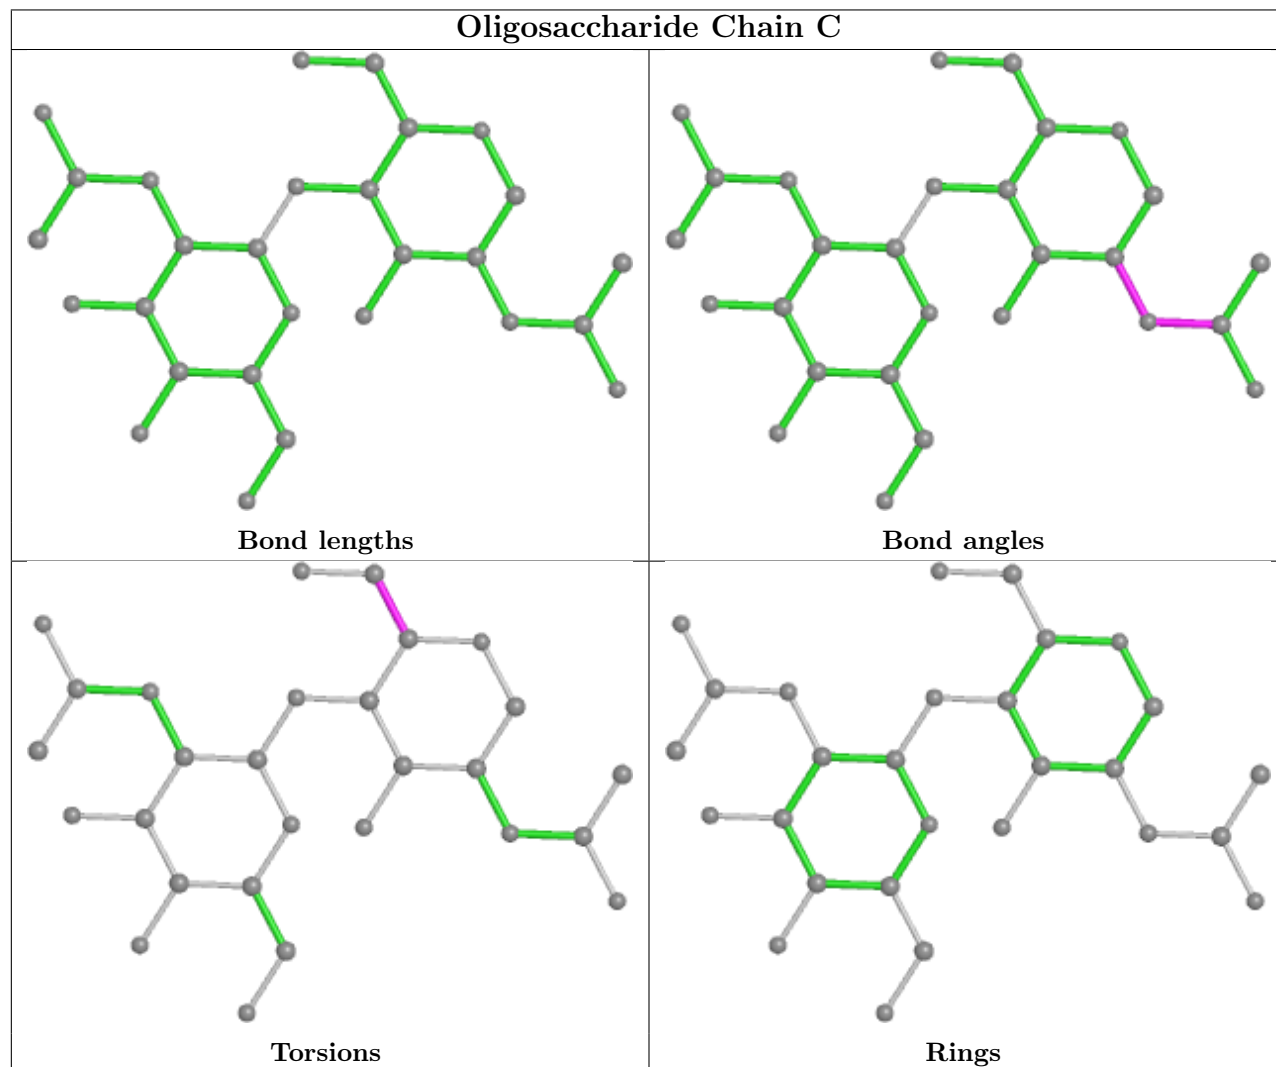 Oligosaccharide Chain C
Bond lengths
Bond angles
Torsions
Rings